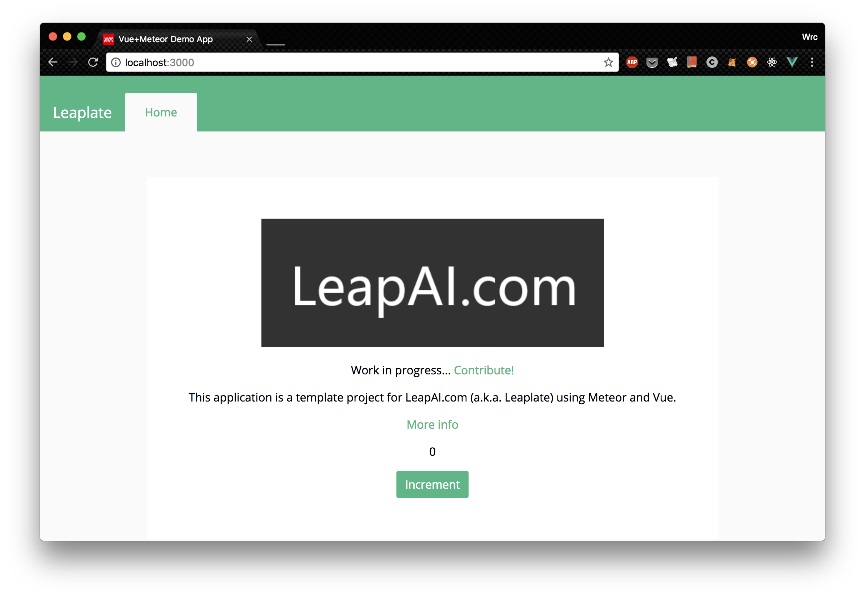 Vue+Meteor Demo App
Wrc
localhost:3000
ABP
Leaplate
Home
LeapAI.com
Work in progress... Contribute!
This application is a template project for LeapAI.com (a.k.a. Leaplate) using Meteor and Vue.
More info
0
Increment